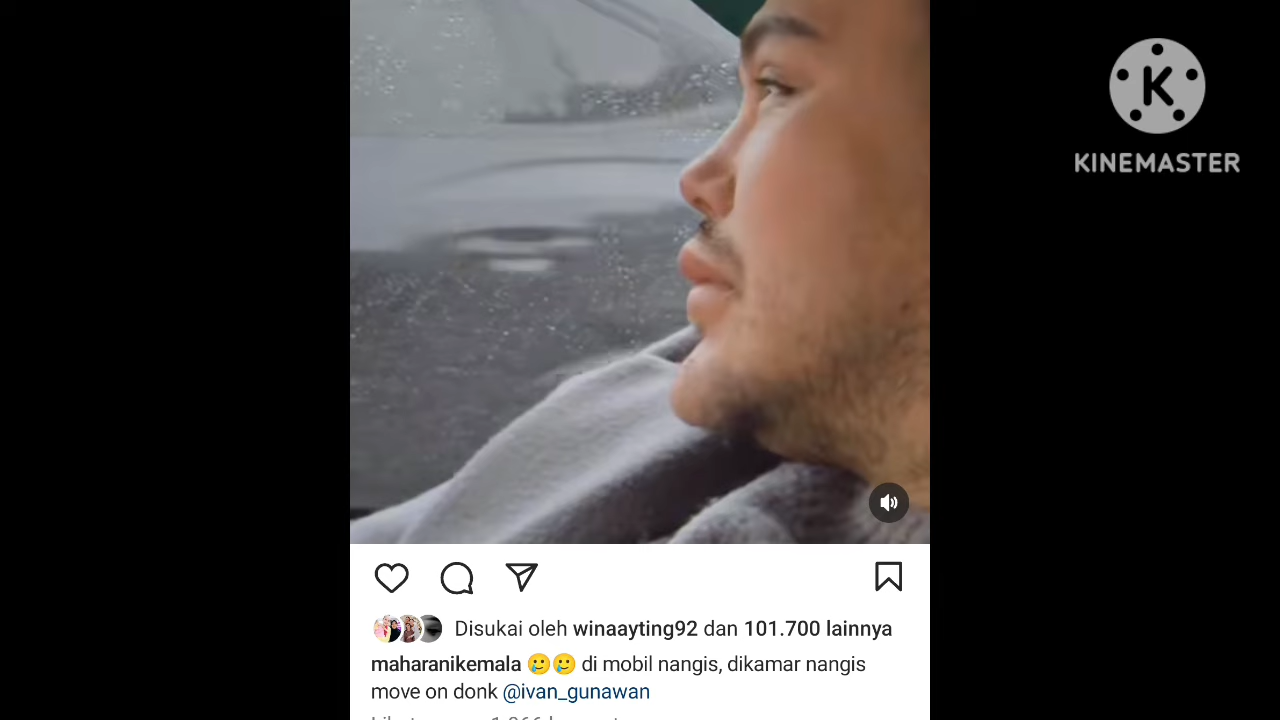 KINEMASTER
Disukai oleh winaayting92 dan 101.700 lainnya
maharanikemala 🥲🥲 di mobil nangis, dikamar nangis
move on donk @ivan_gunawan